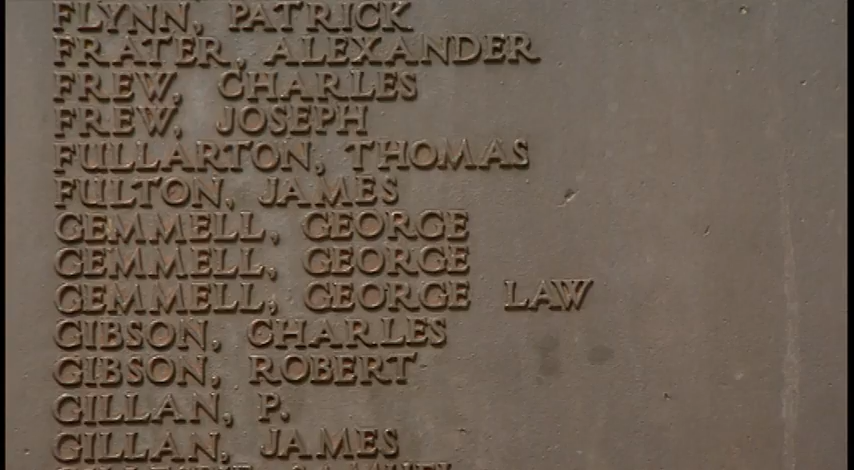 FLYNN, PATRICK
FRATER, ALEXANDER
FREW, CHARLES
FREW, JOSEPH
FULLARTON, THOMAS
FULTON, JAMES
GEMMELL, GEORGE
GEMMELL, GEORGE
GEMMELL, GEORGE LAW
GIBSON, CHARLES
GIBSON, ROBERT
GILLAN, P.
GILLAN, JAMES